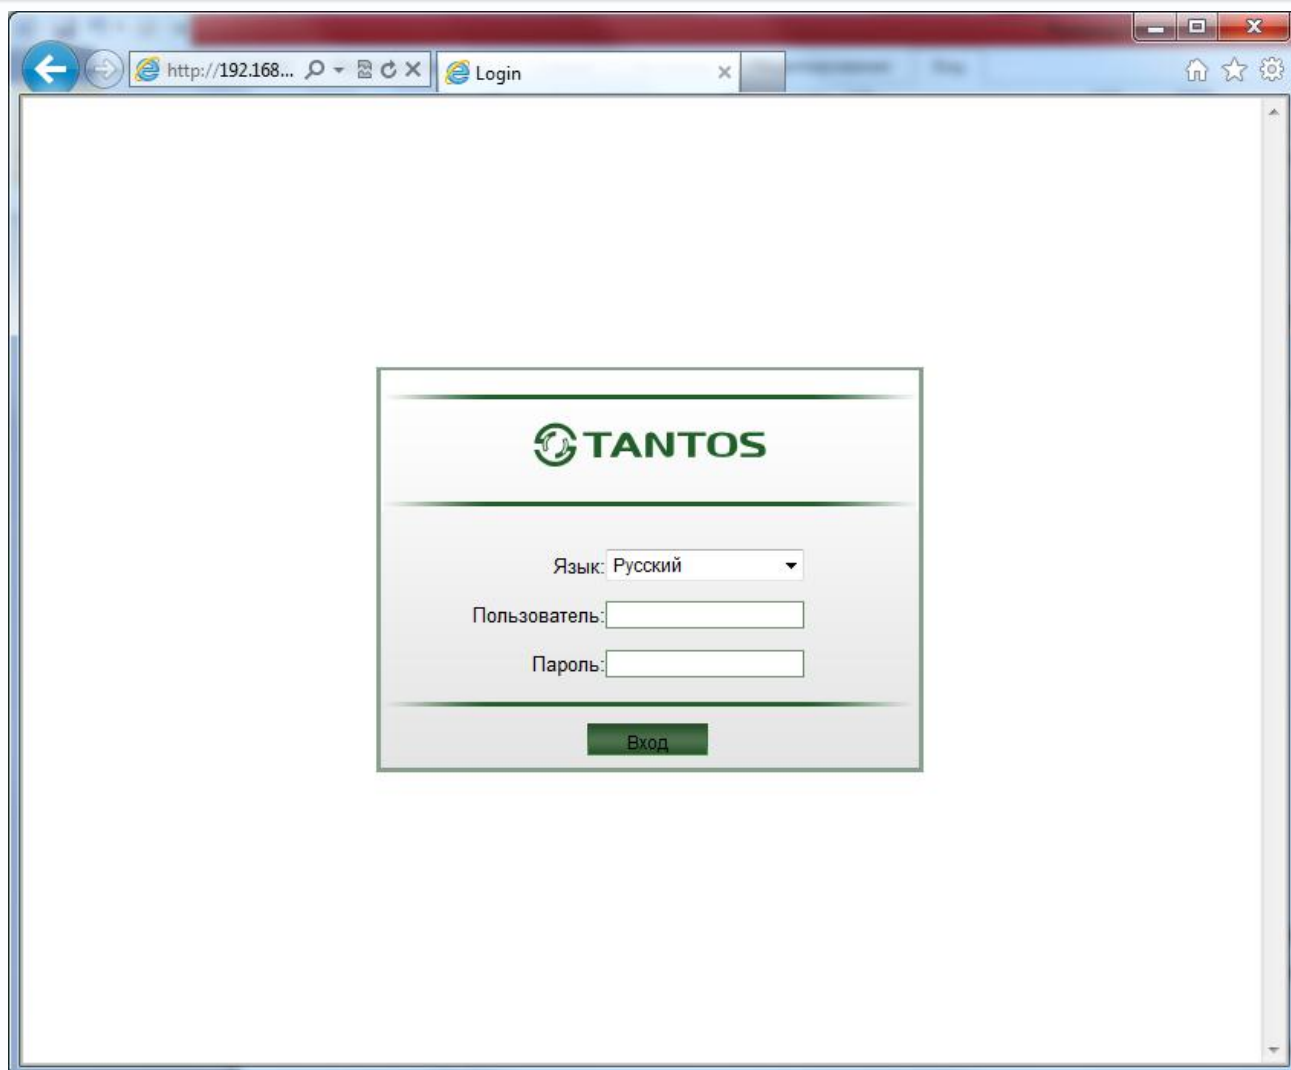 http://192.168...
Login
TANTOS
Язык: Русский
Пользователь:
Пароль:
Вход